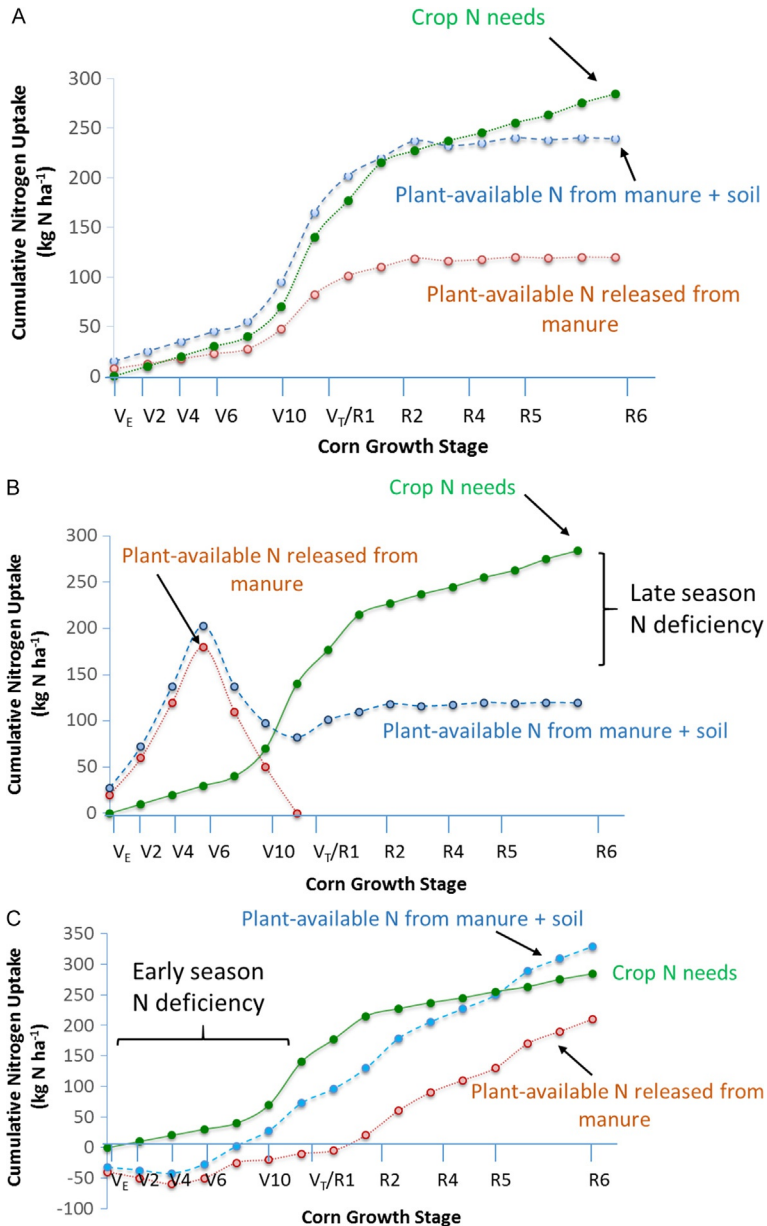 A
Crop N needs
Cumulative Nitrogen Uptake
(kg N ha⁻¹)
300
250
200
150
100
50
0
Plant-available N from manure + soil
Plant-available N released from
manure
V_E V2 V4 V6 V10 V_T/R1 R2 R4 R5 R6
Corn Growth Stage
B
Crop N needs
Cumulative Nitrogen Uptake
(kg N ha⁻¹)
300
250
200
150
100
50
0
Plant-available N released from
manure
Late season
N deficiency
Plant-available N from manure + soil
V_E V2 V4 V6 V10 V_T/R1 R2 R4 R5 R6
Corn Growth Stage
C
Plant-available N from manure + soil
Cumulative Nitrogen Uptake
(kg N ha⁻¹)
350
300
250
200
150
100
50
0
-50
-100
Early season
N deficiency
Crop N needs
Plant-available N released from
manure
V_E V2 V4 V6 V10 V_T/R1 R2 R4 R5 R6
Corn Growth Stage